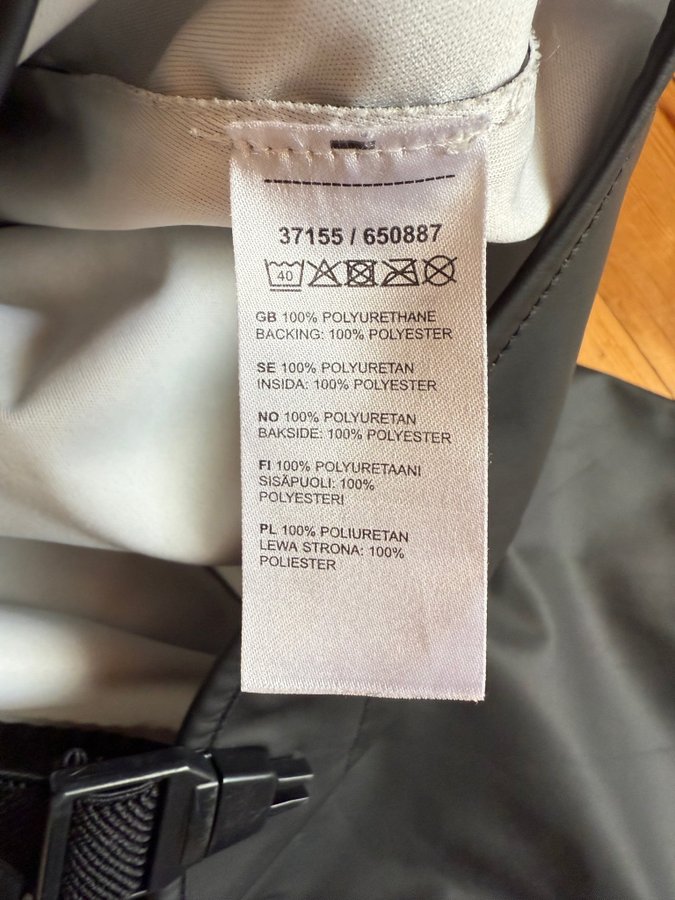 37155 / 650887
40
GB 100% POLYURETHANE
BACKING: 100% POLYESTER
SE 100% POLYURETAN
INSIDA: 100% POLYESTER
NO 100% POLYURETAN
BAKSIDE: 100% POLYESTER
FI 100% POLYURETAANI
SISÄPUOLI: 100%
POLYESTERI
PL 100% POLIURETAN
LEWA STRONA: 100%
POLIESTER